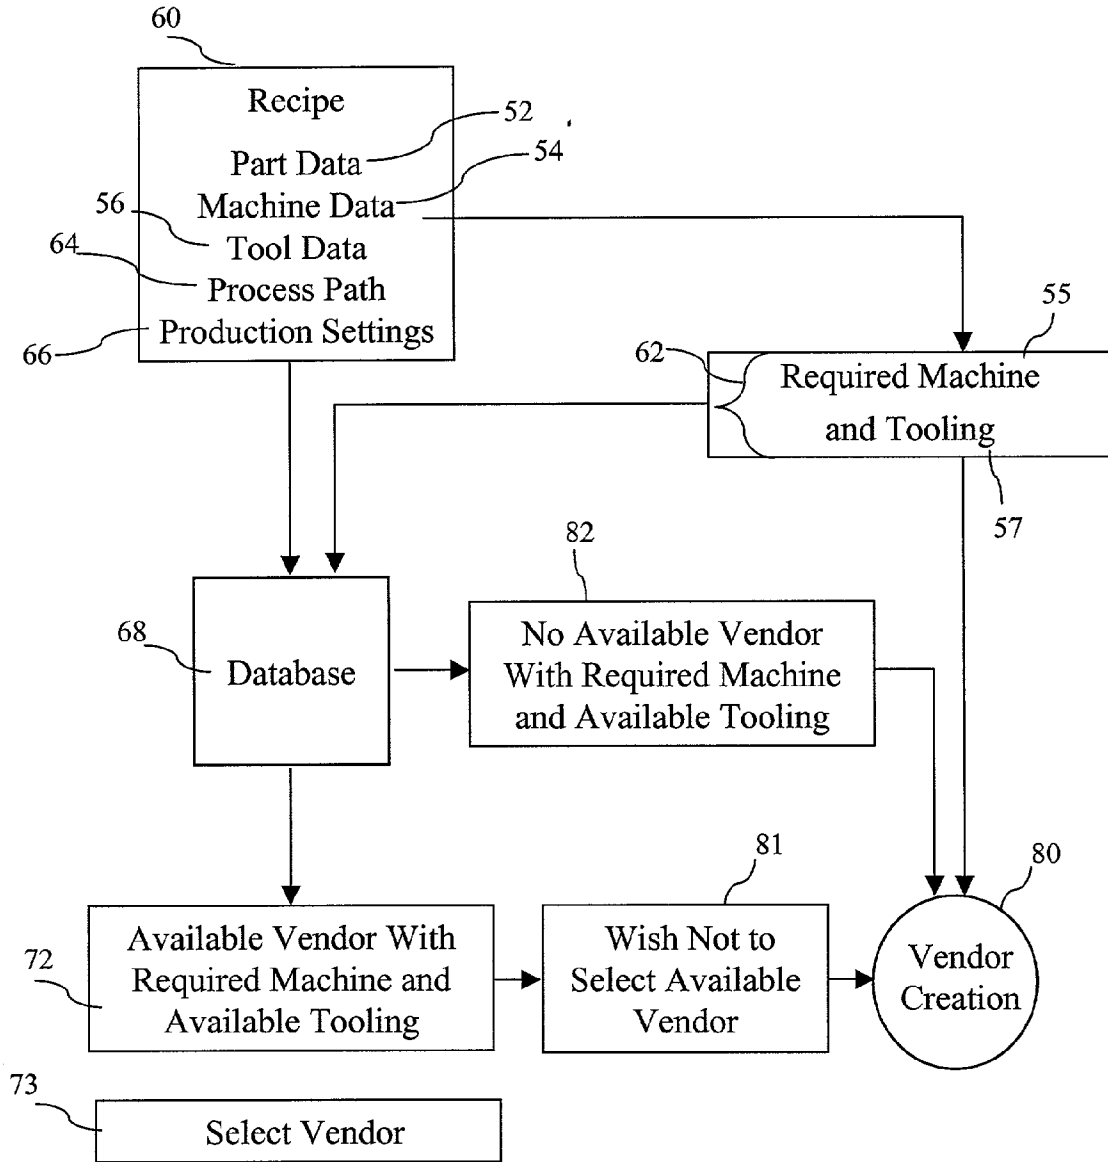 60
Recipe
52
Part Data
54
Machine Data
56
Tool Data
64
Process Path
Production Settings
66
55
62
Required Machine
and Tooling
57
82
68
Database
No Available Vendor
With Required Machine
and Available Tooling
81
80
72
Available Vendor With
Required Machine and
Available Tooling
Wish Not to
Select Available
Vendor
Vendor
Creation
73
Select Vendor